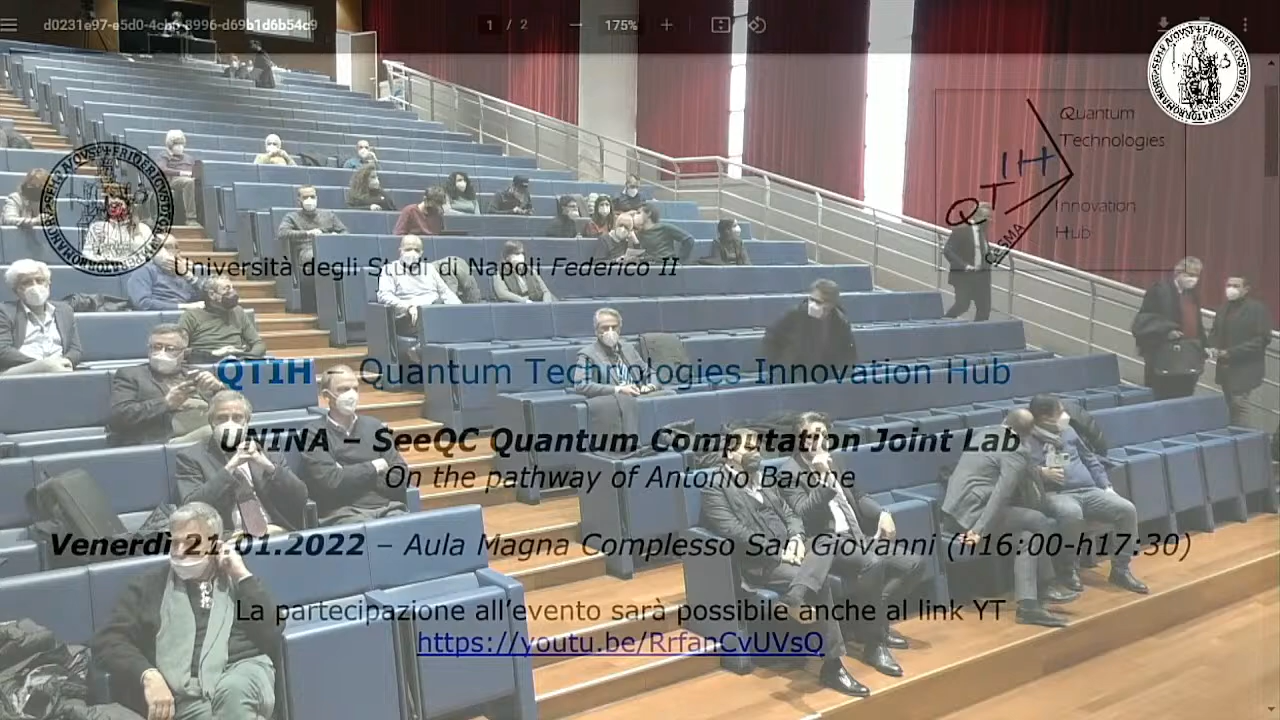 1 / 2
175%
Quantum
Technologies
IH
QT
Innovation
Hub
Università degli Studi di Napoli Federico II
QTIH – Quantum Technologies Innovation Hub
UNINA – SeeQC Quantum Computation Joint Lab
On the pathway of Antonio Barone
Venerdì 21.01.2022 – Aula Magna Complesso San Giovanni (h16:00-h17:30)
La partecipazione all’evento sarà possibile anche al link YT
https://youtu.be/RrfanCvUVsQ